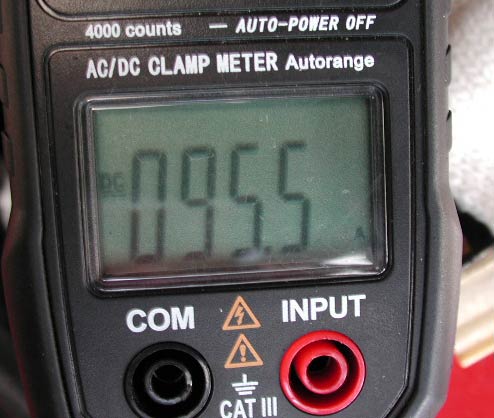 4000 counts — AUTO-POWER OFF
AC/DC CLAMP METER Autorange
DC 095.5 A
COM INPUT
CAT III